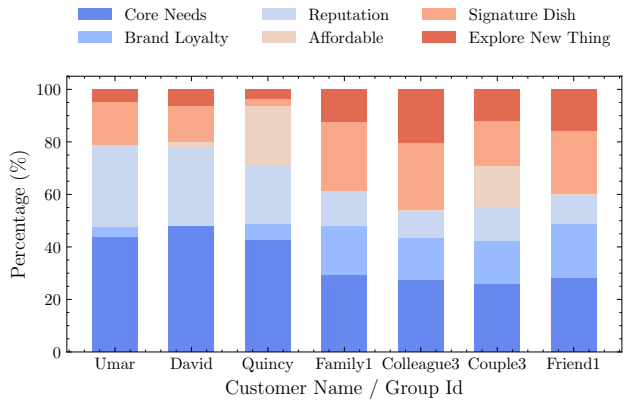 Core Needs Reputation Signature Dish
Brand Loyalty Affordable Explore New Thing
Percentage (%)
100
80
60
40
20
0
Umar David Quincy Family1 Colleague3 Couple3 Friend1
Customer Name / Group Id